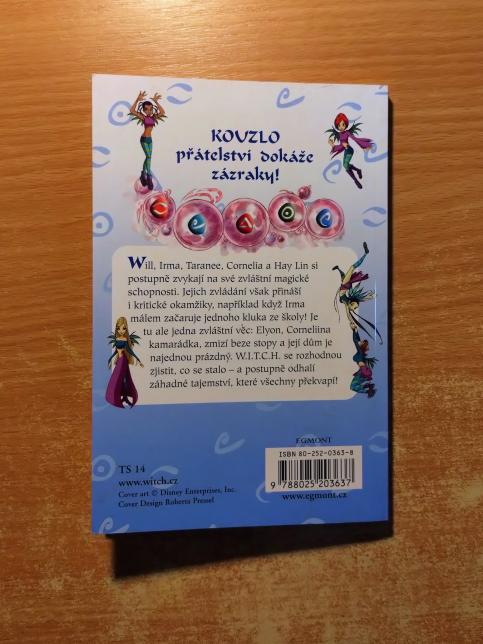 KOUZLO
přátelství dokáže
zázraky!
Will, Irma, Taranee, Cornelia a Hay Lin si
postupně zvykají na své zvláštní magické
schopnosti. Jejich zvládání však přináší
i kritické okamžiky, například když Irma
málem začaruje jednoho kluka ze školy! Je
tu ale jedna zvláštní věc: Elyon, Corneliina
kamarádka, zmizí beze stopy a její dům je
najednou prázdný. W.I.T.C.H. se rozhodnou
zjistit, co se stalo – a postupně odhalí
záhadné tajemství, které všechny překvapí!
EGMONT
ISBN 80-252-0363-8
9 788025 203637
www.egmont.cz
TS 14
www.witch.cz
Cover art © Disney Enterprises, Inc.
Cover Design Roberta Pressel